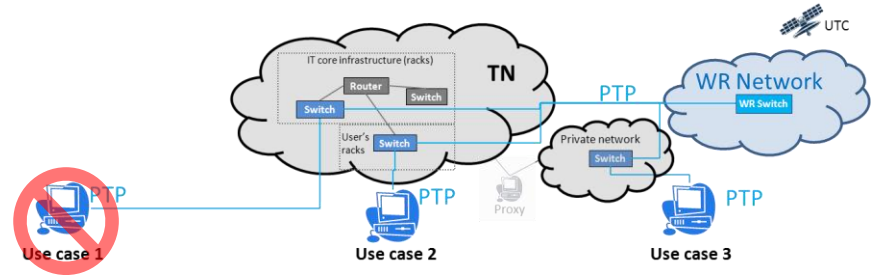 UTC
IT core infrastructure (racks)
TN
Router
Switch
Switch
WR Network
PTP
WR Switch
User's
racks
Switch
Private network
Switch
PTP
PTP
PTP
Proxy
Use case 1
Use case 2
Use case 3